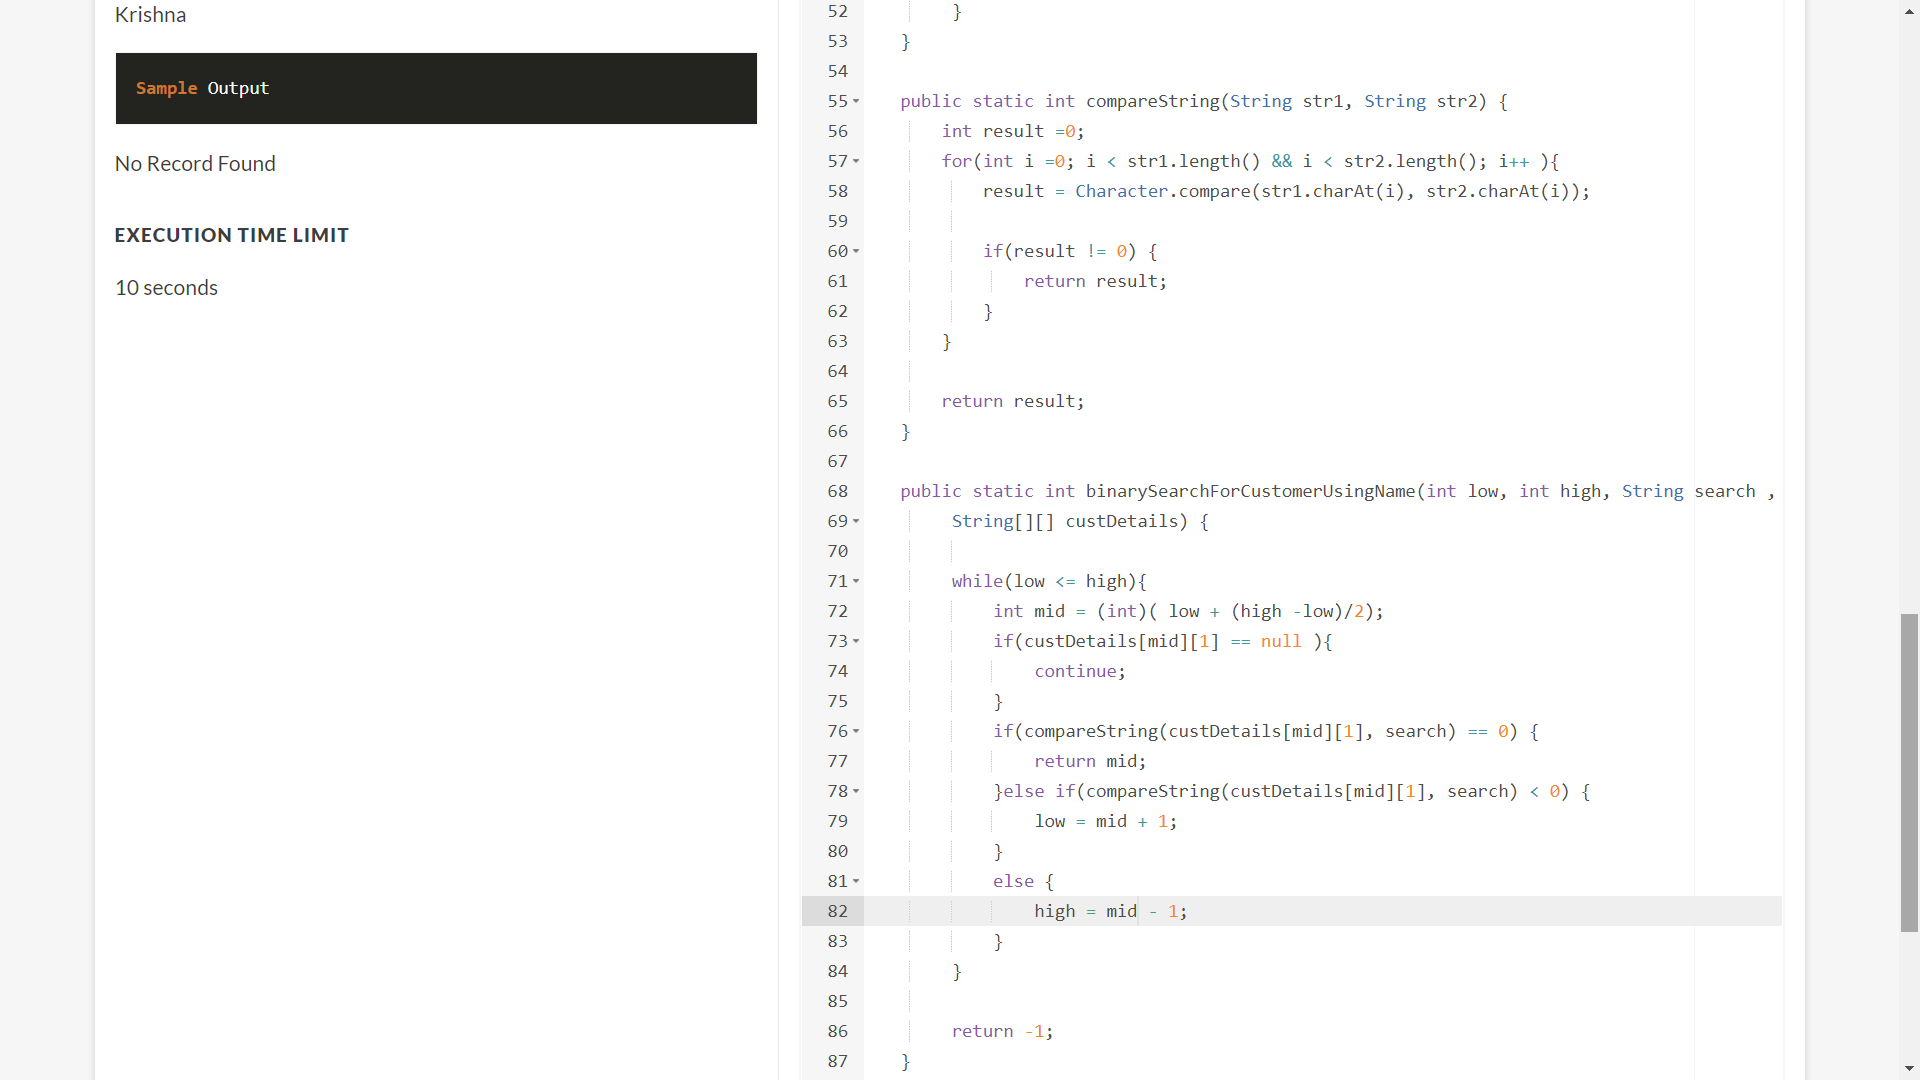 Krishna
Sample Output
No Record Found
EXECUTION TIME LIMIT
10 seconds
52 }
53 }
54
55 public static int compareString(String str1, String str2) {
56 int result =0;
57 for(int i =0; i < str1.length() && i < str2.length(); i++ ){
58 result = Character.compare(str1.charAt(i), str2.charAt(i));
59
60 if(result != 0) {
61 return result;
62 }
63 }
64
65 return result;
66 }
67
68 public static int binarySearchForCustomerUsingName(int low, int high, String search ,
69 String[][] custDetails) {
70
71 while(low <= high){
72 int mid = (int)( low + (high -low)/2);
73 if(custDetails[mid][1] == null ){
74 continue;
75 }
76 if(compareString(custDetails[mid][1], search) == 0) {
77 return mid;
78 }else if(compareString(custDetails[mid][1], search) < 0) {
79 low = mid + 1;
80 }
81 else {
82 high = mid - 1;
83 }
84 }
85
86 return -1;
87 }